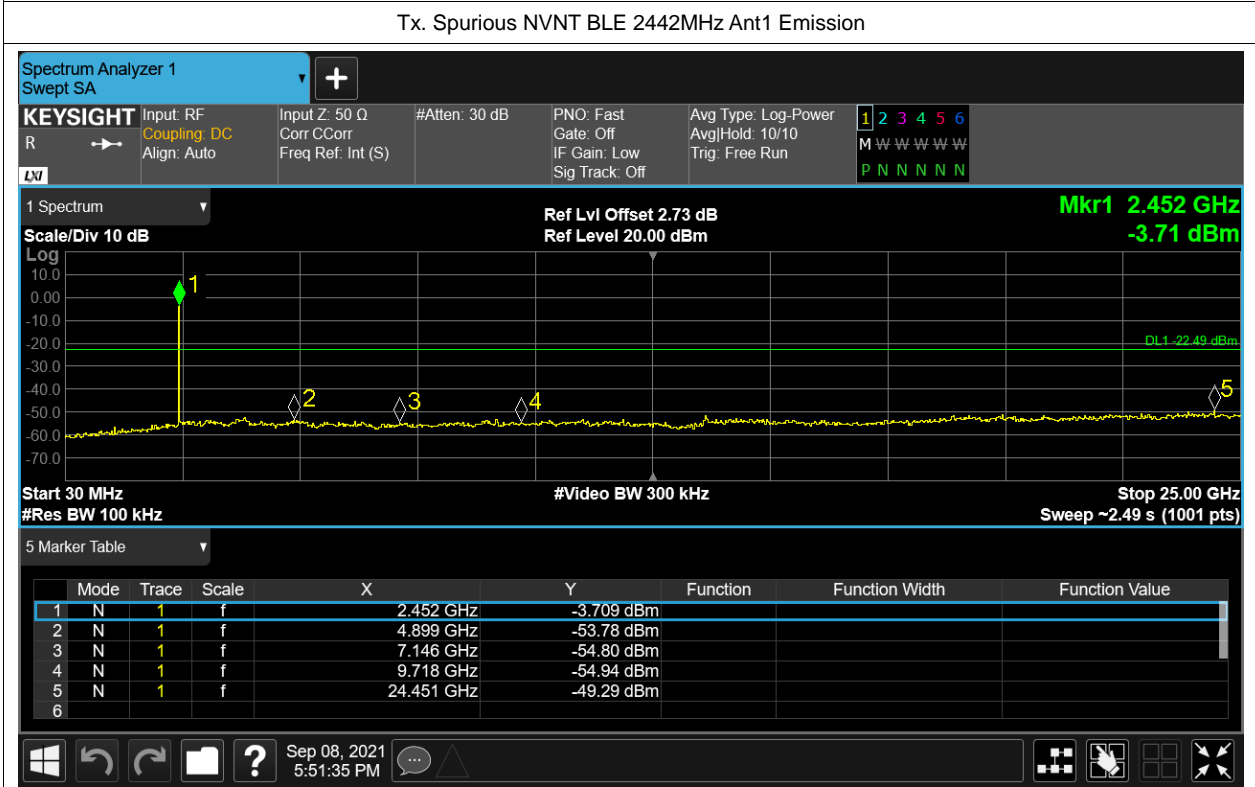 Tx. Spurious NVNT BLE 2442MHz Ant1 Emission
Spectrum Analyzer 1
Swept SA
KEYSIGHT
R
LXI
Input: RF
Coupling: DC
Align: Auto
Input Z: 50 Ω
Corr CCorr
Freq Ref: Int (S)
#Atten: 30 dB
PNO: Fast
Gate: Off
IF Gain: Low
Sig Track: Off
Avg Type: Log-Power
Avg|Hold: 10/10
Trig: Free Run
1 2 3 4 5 6
M W W W W W
P N N N N N
1 Spectrum
Scale/Div 10 dB
Ref Lvl Offset 2.73 dB
Ref Level 20.00 dBm
Mkr1 2.452 GHz
-3.71 dBm
Log
10.0
0.00
-10.0
-20.0
-30.0
-40.0
-50.0
-60.0
-70.0
1
2
3
4
5
DL1 -22.49 dBm
Start 30 MHz
#Res BW 100 kHz
#Video BW 300 kHz
Stop 25.00 GHz
Sweep ~2.49 s (1001 pts)
5 Marker Table
Mode Trace Scale X Y Function Function Width Function Value
1 N 1 f 2.452 GHz -3.709 dBm
2 N 1 f 4.899 GHz -53.78 dBm
3 N 1 f 7.146 GHz -54.80 dBm
4 N 1 f 9.718 GHz -54.94 dBm
5 N 1 f 24.451 GHz -49.29 dBm
6
?
Sep 08, 2021
5:51:35 PM